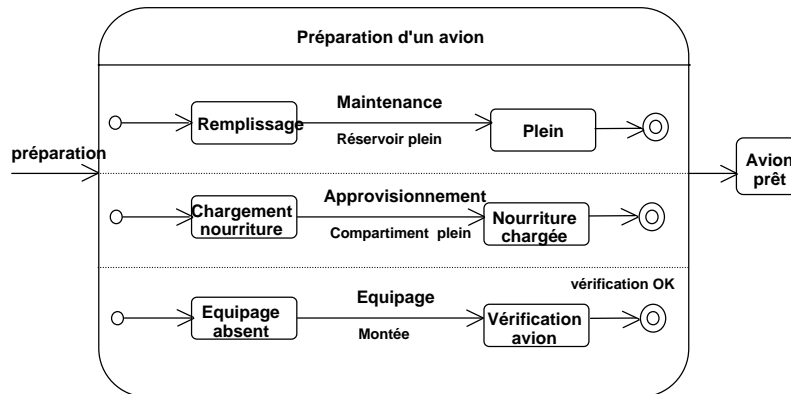 Préparation d'un avion
préparation
Maintenance
Remplissage
Réservoir plein
Plein
Avion
prêt
Approvisionnement
Chargement
nourriture
Compartiment plein
Nourriture
chargée
vérification OK
Equipage
Equipage
absent
Montée
Vérification
avion